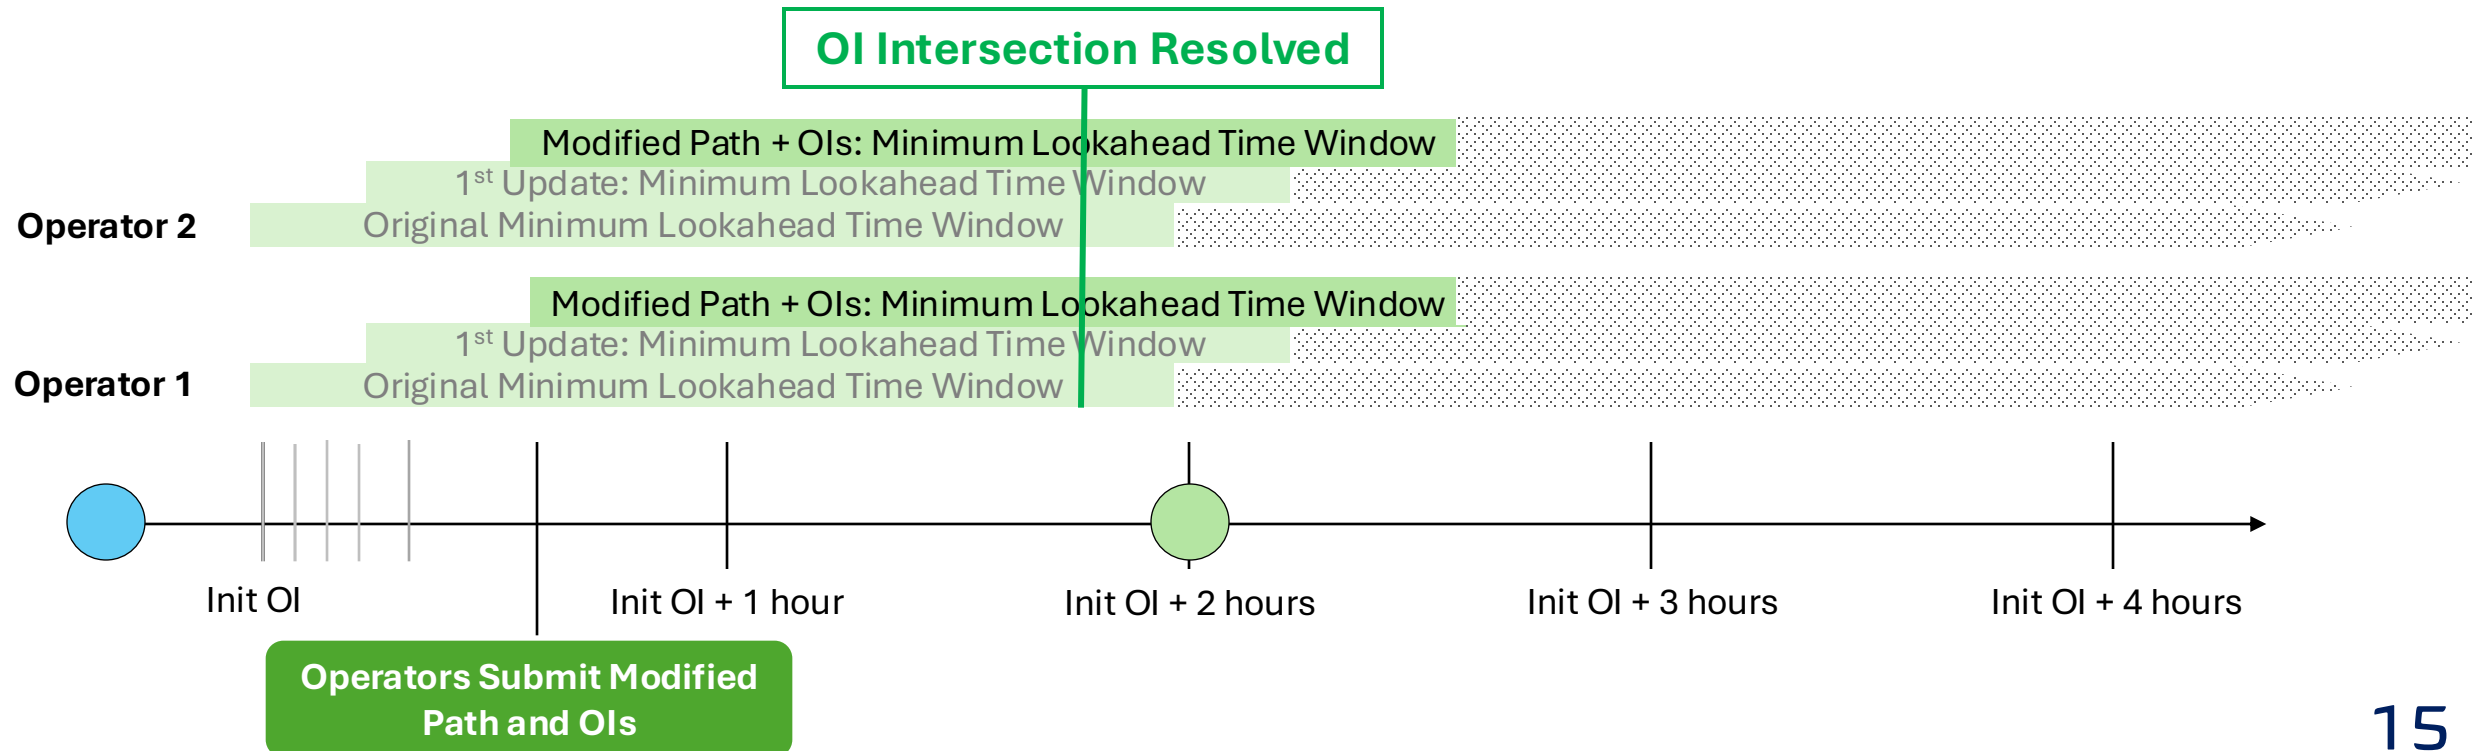 OI Intersection Resolved
Modified Path + OIs: Minimum Lookahead Time Window
1st Update: Minimum Lookahead Time Window
Operator 2
Original Minimum Lookahead Time Window
Modified Path + OIs: Minimum Lookahead Time Window
1st Update: Minimum Lookahead Time Window
Operator 1
Original Minimum Lookahead Time Window
Init OI
Init OI + 1 hour
Init OI + 2 hours
Init OI + 3 hours
Init OI + 4 hours
Operators Submit Modified
Path and OIs
15